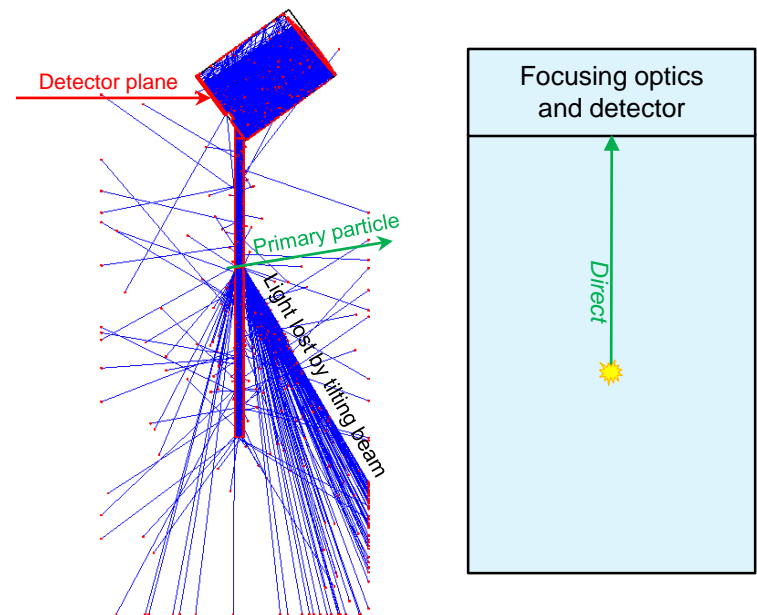 Detector plane
Primary particle
Light lost by tilting beam
Focusing optics
and detector
Direct